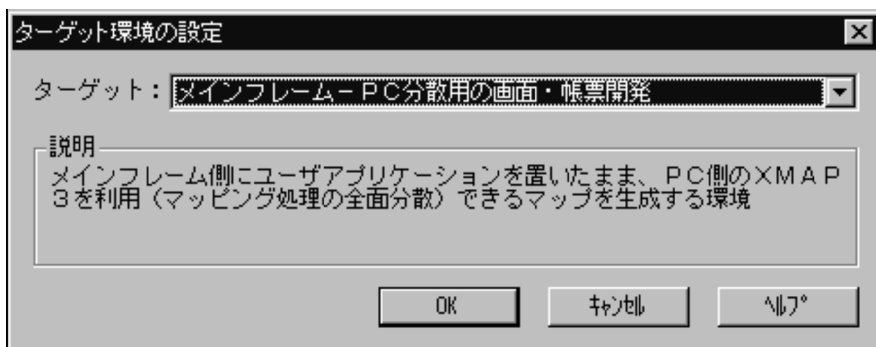 ターゲット環境の設定
ターゲット：メインフレーム－ＰＣ分散用の画面・帳票開発
説明
メインフレーム側にユーザアプリケーションを置いたまま、ＰＣ側のＸＭＡＰ
３を利用（マッピング処理の全面分散）できるマップを生成する環境
OK ｷｬﾝｾﾙ ﾍﾙﾌﾟ